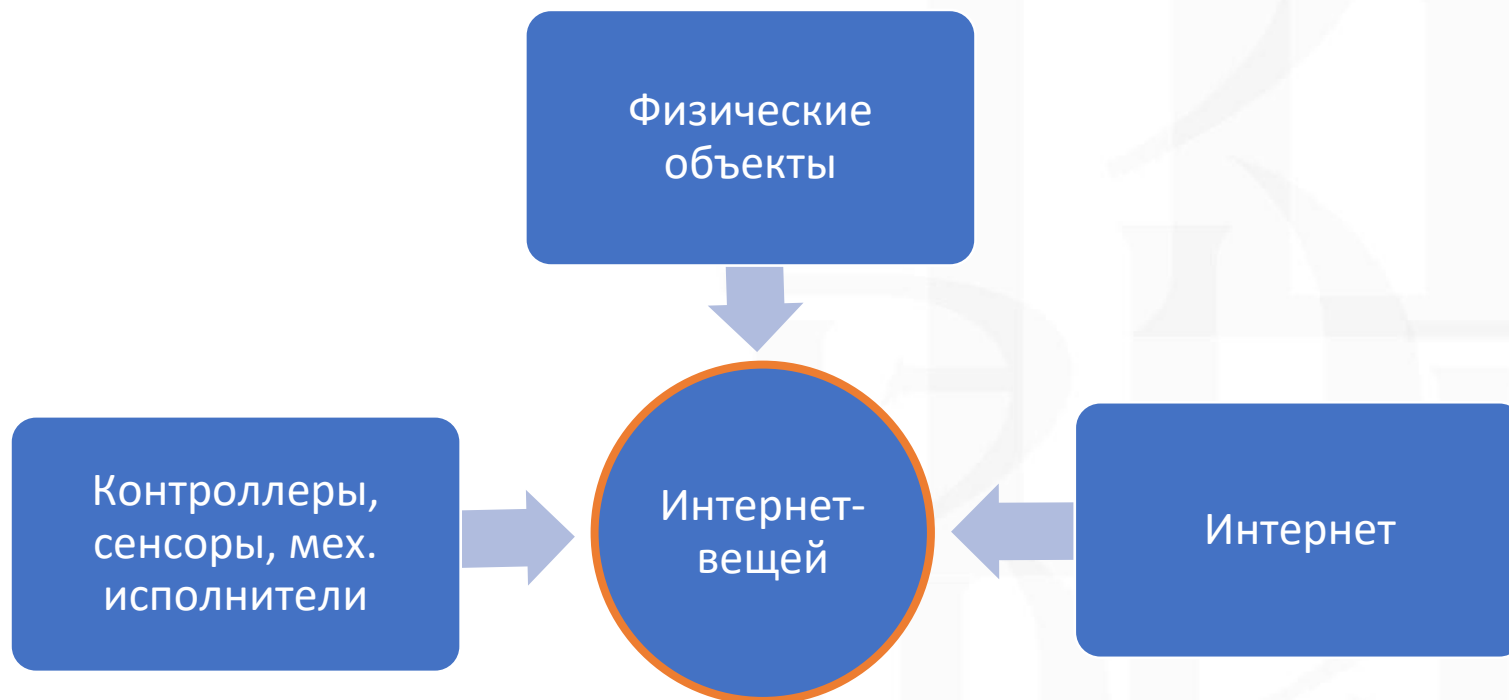 Физические
объекты
Контроллеры,
сенсоры, мех.
исполнители
Интернет-
вещей
Интернет